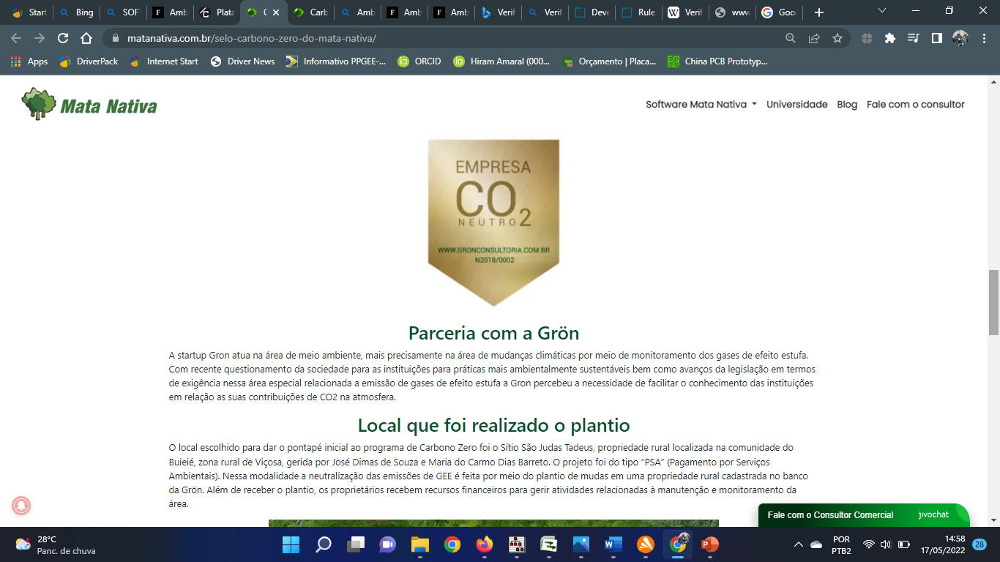 Start
Bing
SOF
Amb
Plata
C
Carb
Amb
Amb
Amb
Verif
Verif
Deve
Rule
Verif
www
Goo
matanativa.com.br/selo-carbono-zero-do-mata-nativa/
Apps DriverPack Internet Start Driver News Informativo PPGEE-... ORCID Hiram Amaral (000... Orçamento | Placa... China PCB Prototyp...
Mata Nativa
Software Mata Nativa Universidade Blog Fale com o consultor
EMPRESA
CO2
NEUTRO
WWW.GRONCONSULTORIA.COM.BR
N2018/0002
Parceria com a Grön
A startup Gron atua na área de meio ambiente, mais precisamente na área de mudanças climáticas por meio de monitoramento dos gases de efeito estufa.
Com recente questionamento da sociedade para as instituições para práticas mais ambientalmente sustentáveis bem como avanços da legislação em termos
de exigência nessa área especial relacionada a emissão de gases de efeito estufa a Gron percebeu a necessidade de facilitar o conhecimento das instituições
em relação as suas contribuições de CO2 na atmosfera.
Local que foi realizado o plantio
O local escolhido para dar o pontapé inicial ao programa de Carbono Zero foi o Sítio São Judas Tadeus, propriedade rural localizada na comunidade do
Buieié, zona rural de Viçosa, gerida por José Dimas de Souza e Maria do Carmo Dias Barreto. O projeto foi do tipo “PSA” (Pagamento por Serviços
Ambientais). Nessa modalidade a neutralização das emissões de GEE é feita por meio do plantio de mudas em uma propriedade rural cadastrada no banco
da Grön. Além de receber o plantio, os proprietários recebem recursos financeiros para gerir atividades relacionadas à manutenção e monitoramento da
área.
Fale com o Consultor Comercial jivochat
28°C
Panc. de chuva
POR
PTB2
14:58
17/05/2022
28